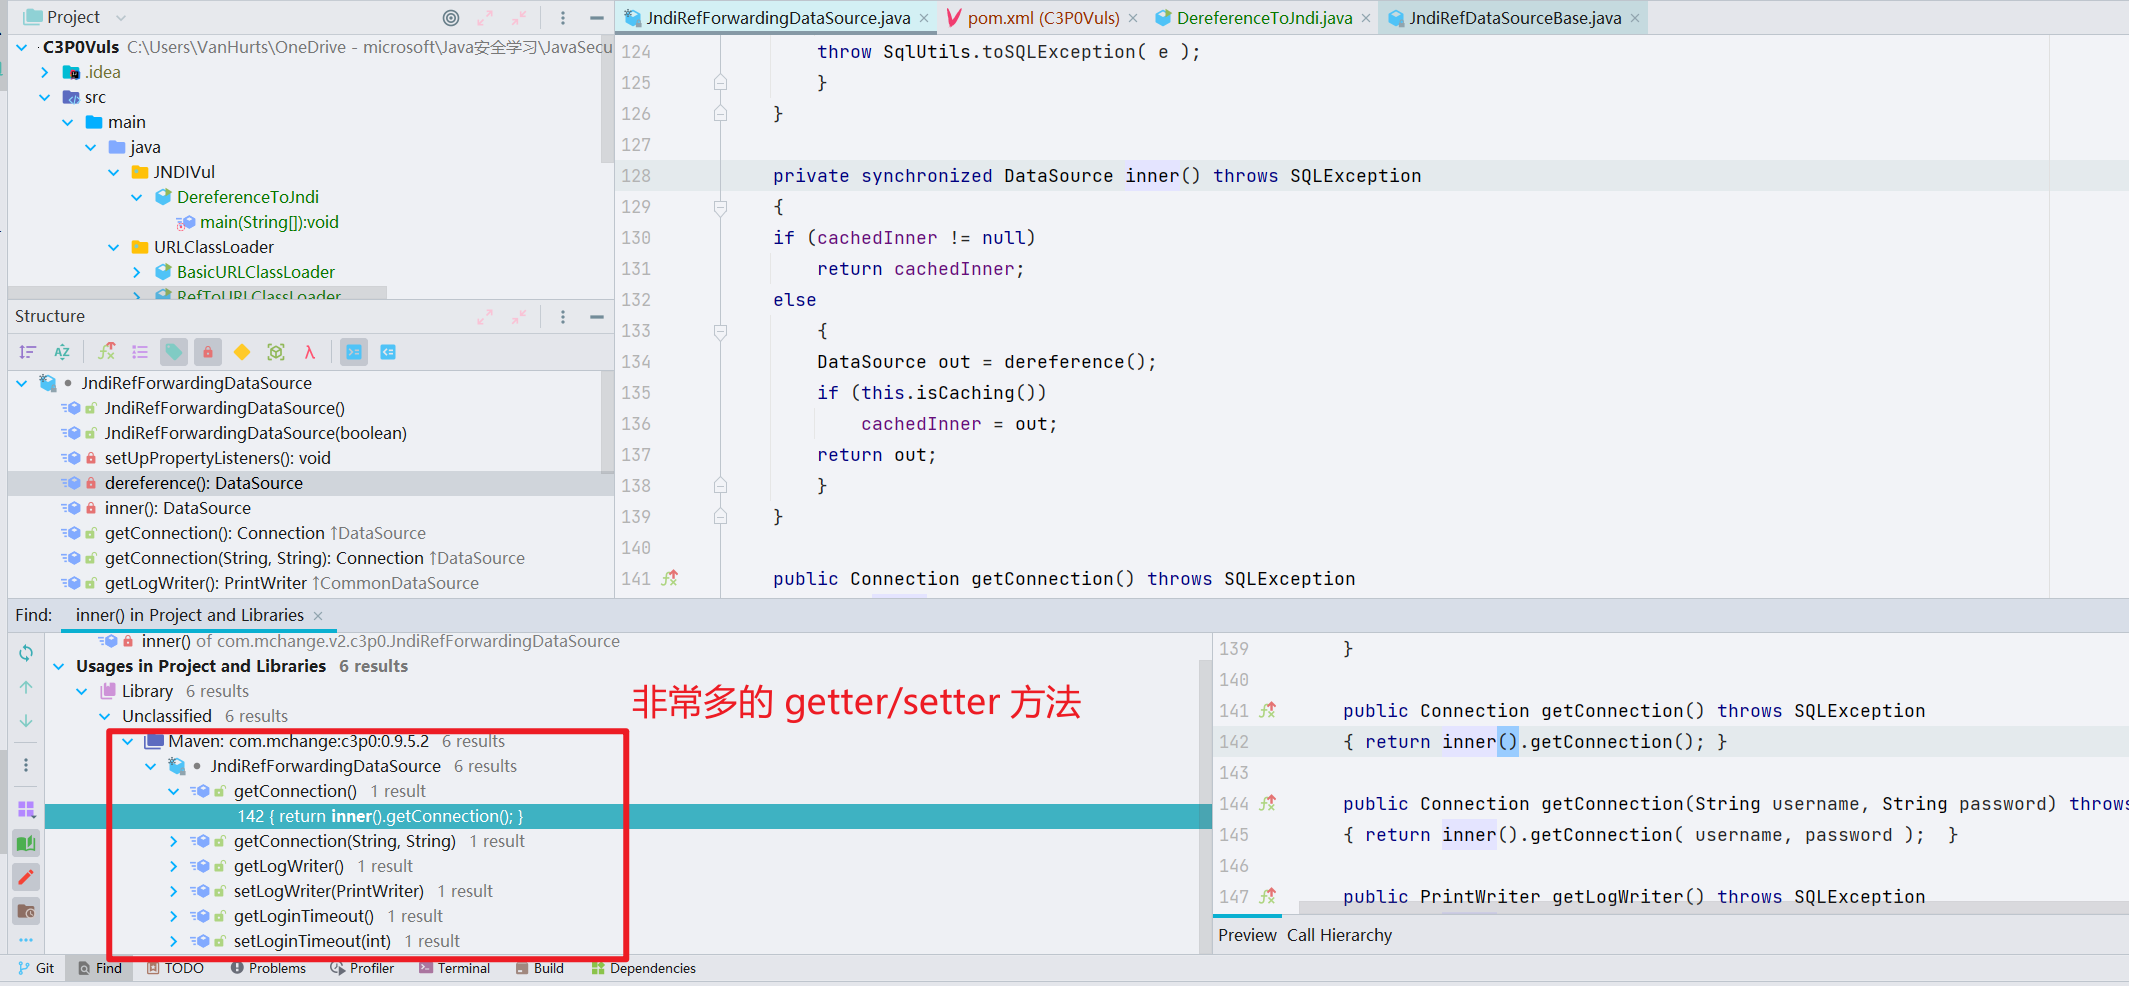 Project
C3P0Vuls C:\Users\VanHurts\OneDrive - microsoft\Java安全学习\JavaSecu
.idea
src
main
java
JNDIVul
DereferenceToJndi
main(String[]):void
URLClassLoader
BasicURLClassLoader
RefToURLClassLoader
Structure
JndiRefForwardingDataSource
JndiRefForwardingDataSource()
JndiRefForwardingDataSource(boolean)
setUpPropertyListeners(): void
dereference(): DataSource
inner(): DataSource
getConnection(): Connection ↑DataSource
getConnection(String, String): Connection ↑DataSource
getLogWriter(): PrintWriter ↑CommonDataSource
JndiRefForwardingDataSource.java × pom.xml (C3P0Vuls) × DereferenceToJndi.java × JndiRefDataSourceBase.java ×
124 throw SqlUtils.toSQLException( e );
125 }
126 }
127
128 private synchronized DataSource inner() throws SQLException
129 {
130 if (cachedInner != null)
131 return cachedInner;
132 else
133 {
134 DataSource out = dereference();
135 if (this.isCaching())
136 cachedInner = out;
137 return out;
138 }
139 }
140
141 public Connection getConnection() throws SQLException
Find: inner() in Project and Libraries ×
inner() of com.mchange.v2.c3p0.JndiRefForwardingDataSource
Usages in Project and Libraries 6 results
Library 6 results
Unclassified 6 results
Maven: com.mchange:c3p0:0.9.5.2 6 results
JndiRefForwardingDataSource 6 results
getConnection() 1 result
142 { return inner().getConnection(); }
getConnection(String, String) 1 result
getLogWriter() 1 result
setLogWriter(PrintWriter) 1 result
getLoginTimeout() 1 result
setLoginTimeout(int) 1 result
非常多的 getter/setter 方法
139 }
140
141 public Connection getConnection() throws SQLException
142 { return inner().getConnection(); }
143
144 public Connection getConnection(String username, String password) throws
145 { return inner().getConnection( username, password ); }
146
147 public PrintWriter getLogWriter() throws SQLException
Preview Call Hierarchy
Git Find TODO Problems Profiler Terminal Build Dependencies